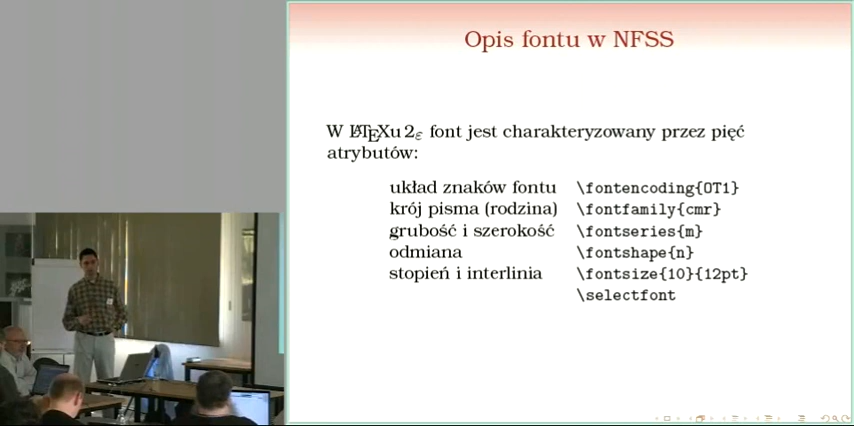 Opis fontu w NFSS
W LATEXu 2ε font jest charakteryzowany przez pięć
atrybutów:
układ znaków fontu \fontencoding{OT1}
krój pisma (rodzina) \fontfamily{cmr}
grubość i szerokość \fontseries{m}
odmiana \fontshape{n}
stopień i interlinia \fontsize{10}{12pt}
\selectfont